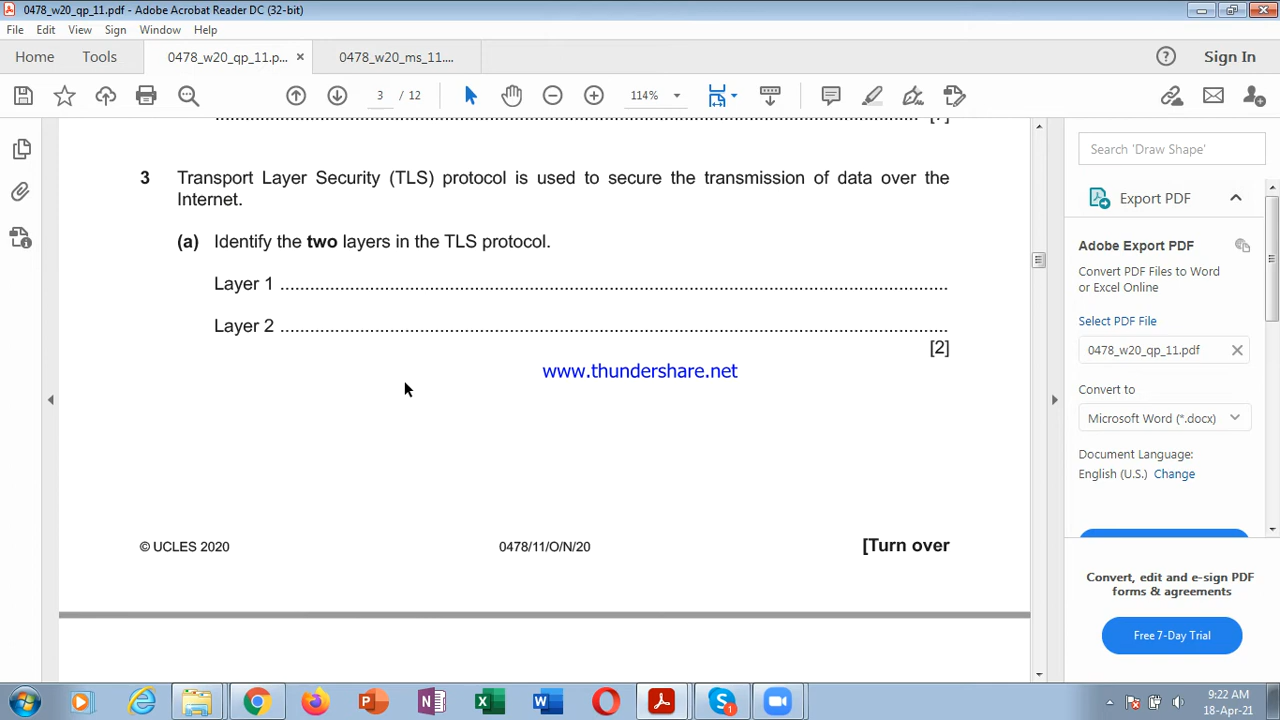 0478_w20_qp_11.pdf - Adobe Acrobat Reader DC (32-bit)
File Edit View Sign Window Help
Home Tools 0478_w20_qp_11.p... × 0478_w20_ms_11.... Sign In
3 / 12 114%
Search 'Draw Shape'
3 Transport Layer Security (TLS) protocol is used to secure the transmission of data over the
Internet.
(a) Identify the two layers in the TLS protocol.
Layer 1 ................................................................................................................................
Layer 2 ................................................................................................................................
[2]
www.thundershare.net
© UCLES 2020 0478/11/O/N/20 [Turn over
Export PDF
Adobe Export PDF
Convert PDF Files to Word
or Excel Online
Select PDF File
0478_w20_qp_11.pdf
Convert to
Microsoft Word (*.docx)
Document Language:
English (U.S.) Change
Convert, edit and e-sign PDF
forms & agreements
Free 7-Day Trial
9:22 AM
18-Apr-21